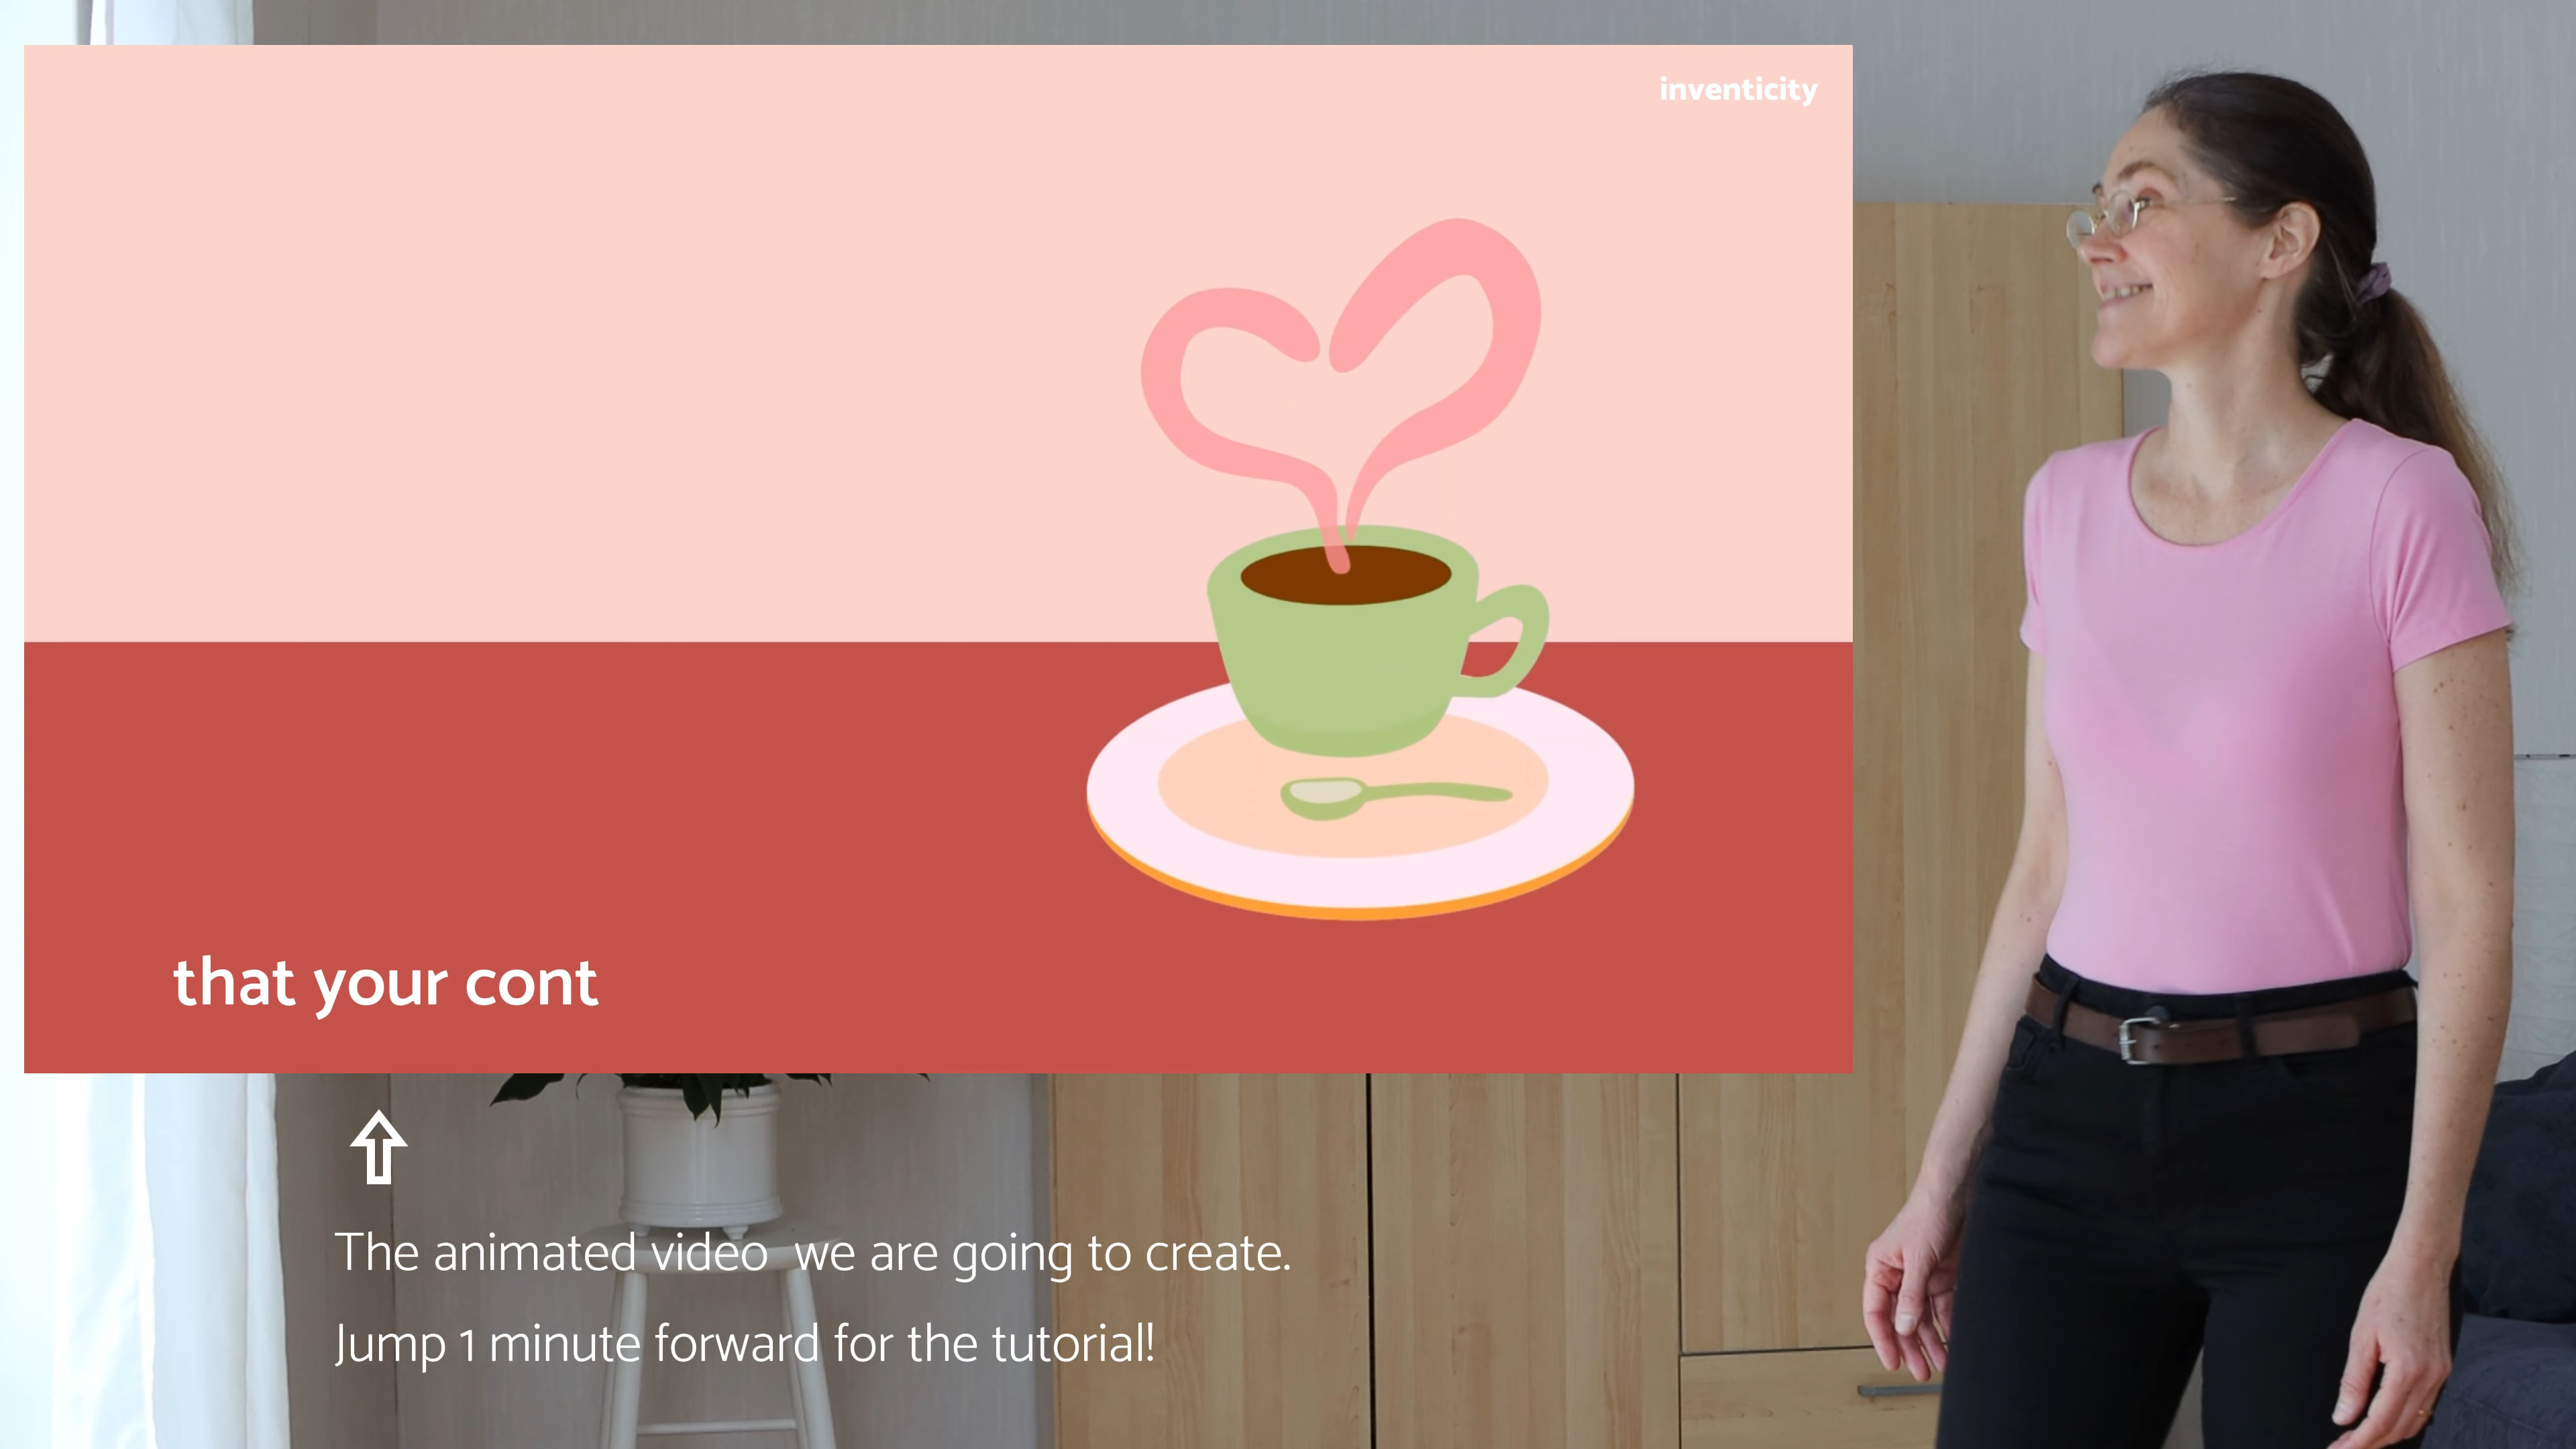 inventicity
that your cont
The animated video we are going to create.
Jump 1 minute forward for the tutorial!